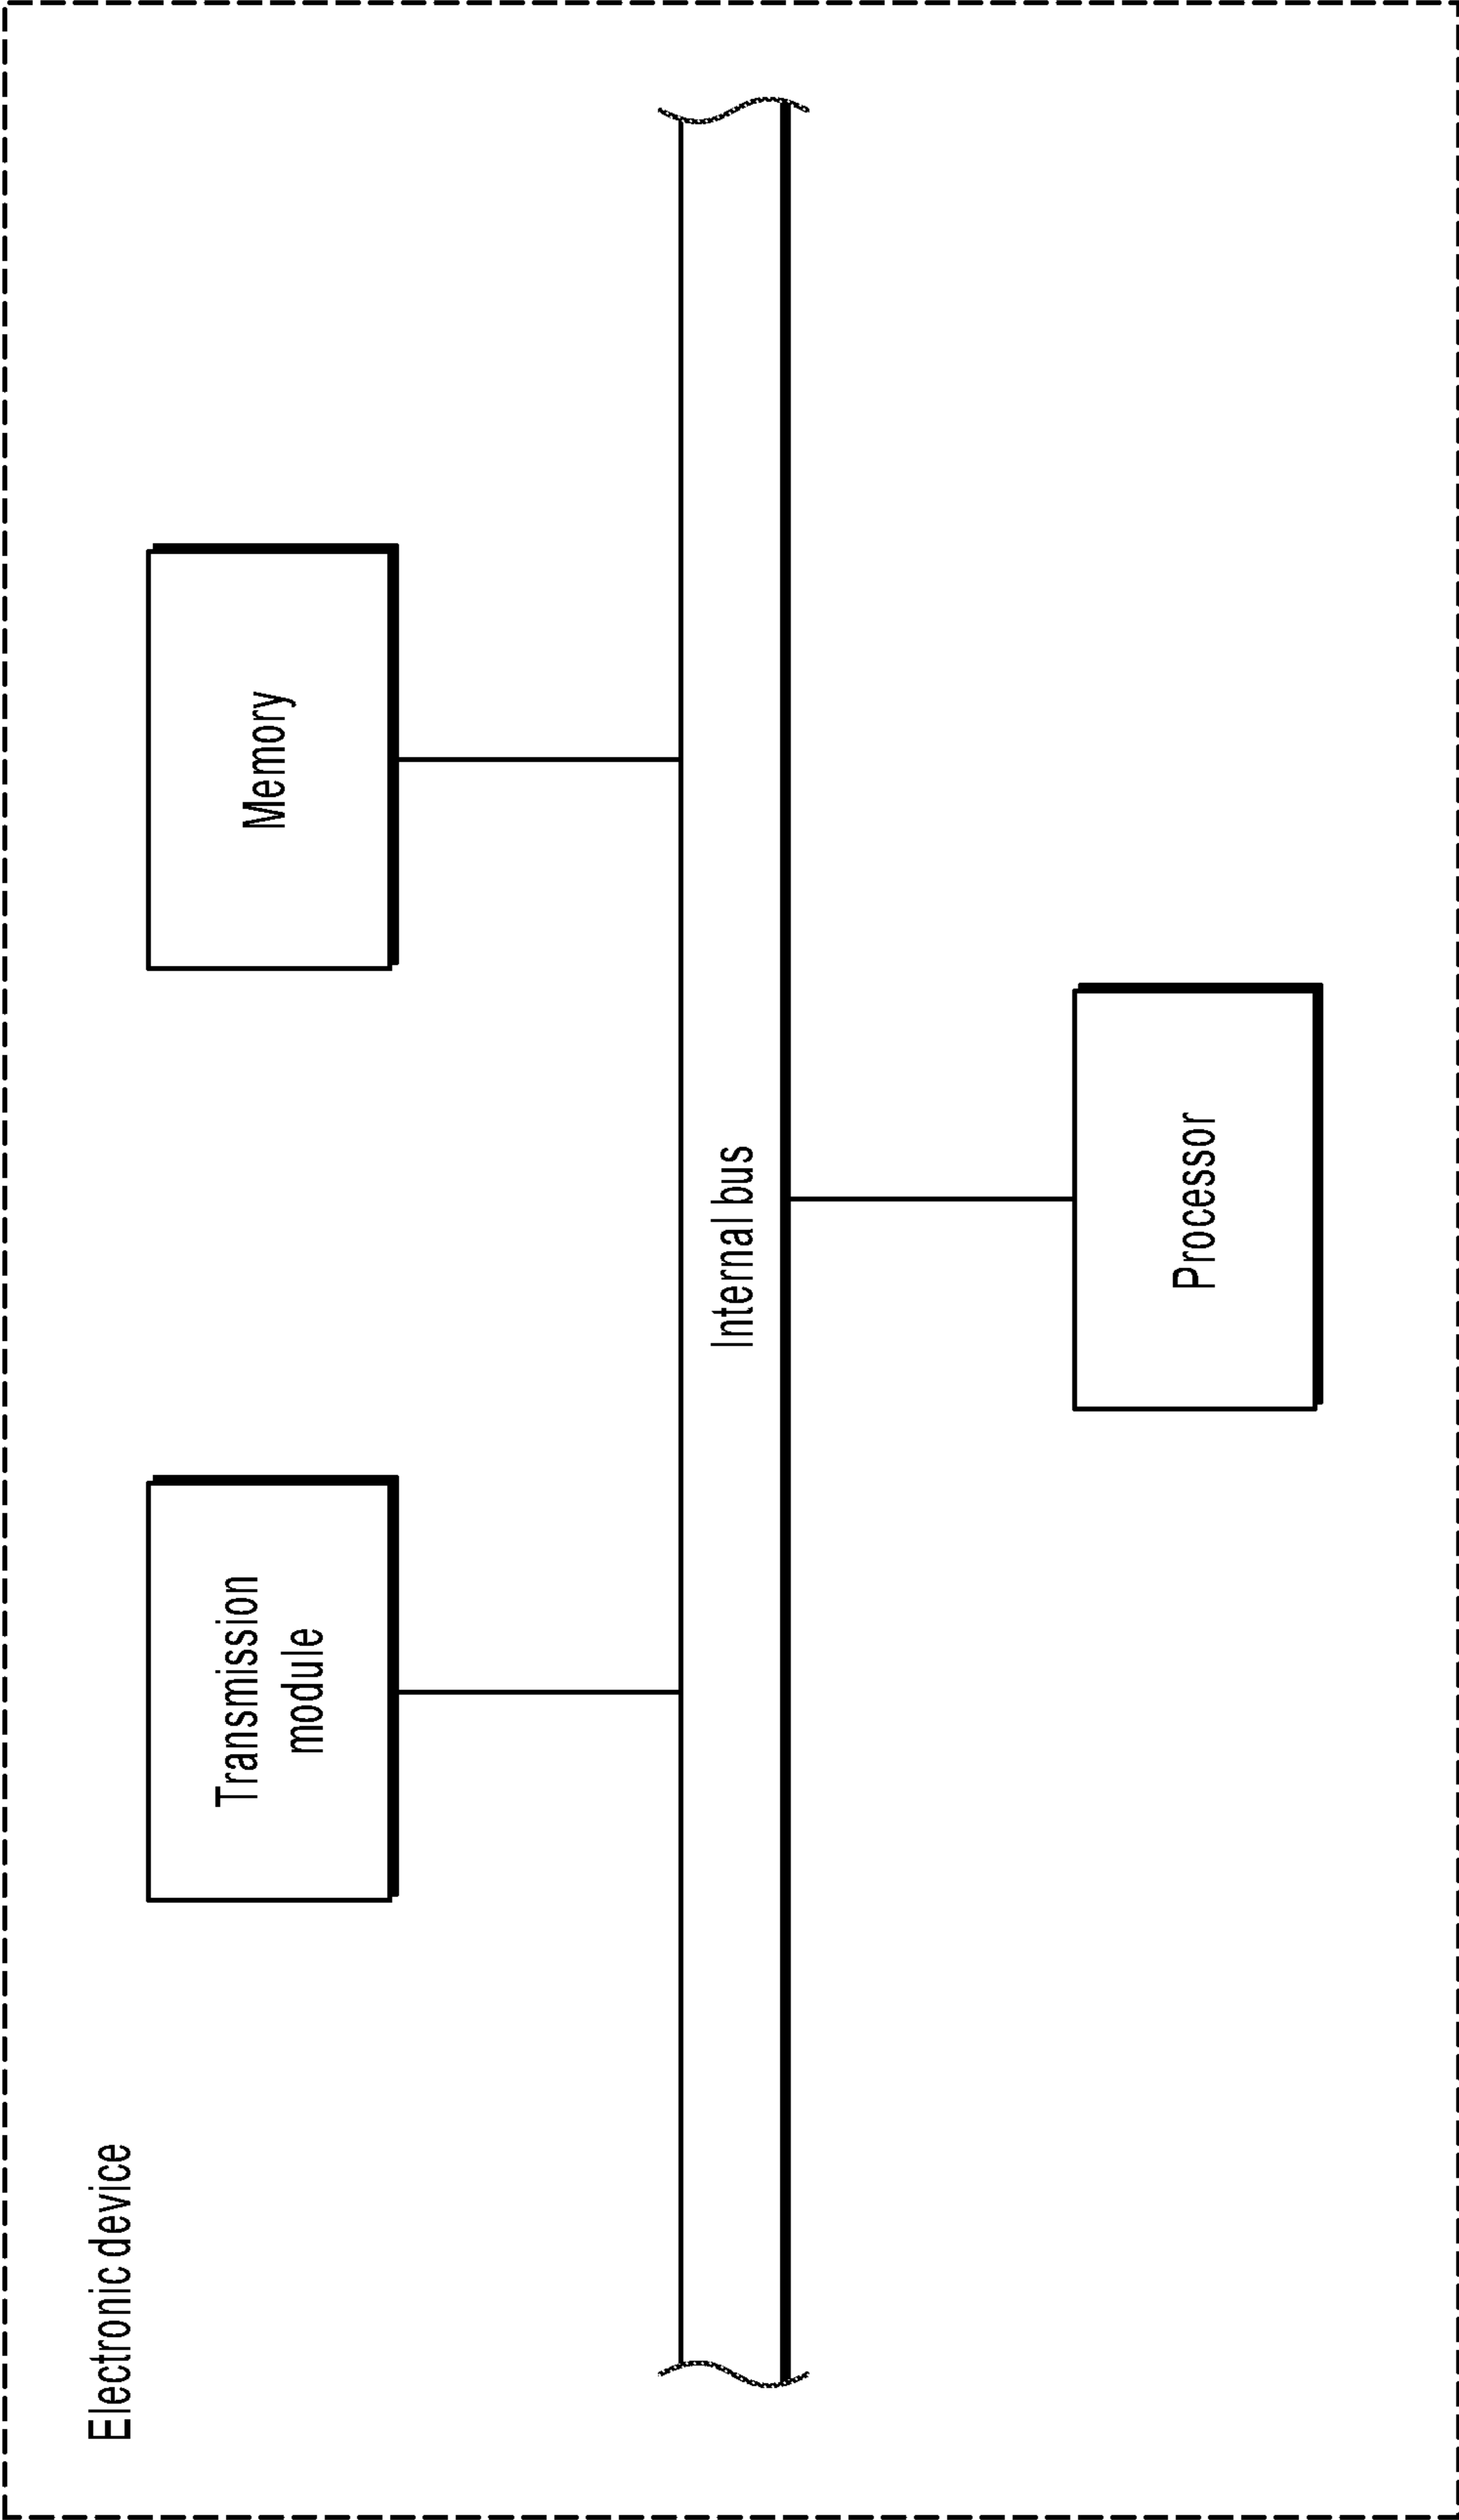 Electronic device
Transmission
module
Memory
Internal bus
Processor